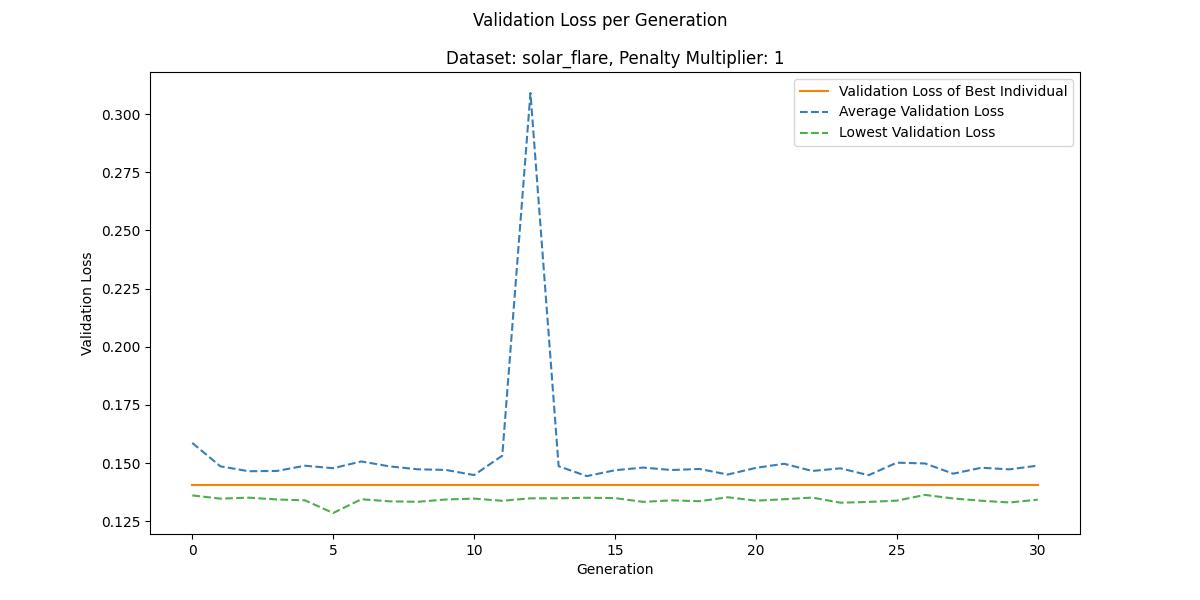 Validation Loss per Generation
Dataset: solar_flare, Penalty Multiplier: 1
Validation Loss of Best Individual
Average Validation Loss
Lowest Validation Loss
Validation Loss
0.300
0.275
0.250
0.225
0.200
0.175
0.150
0.125
0 5 10 15 20 25 30
Generation